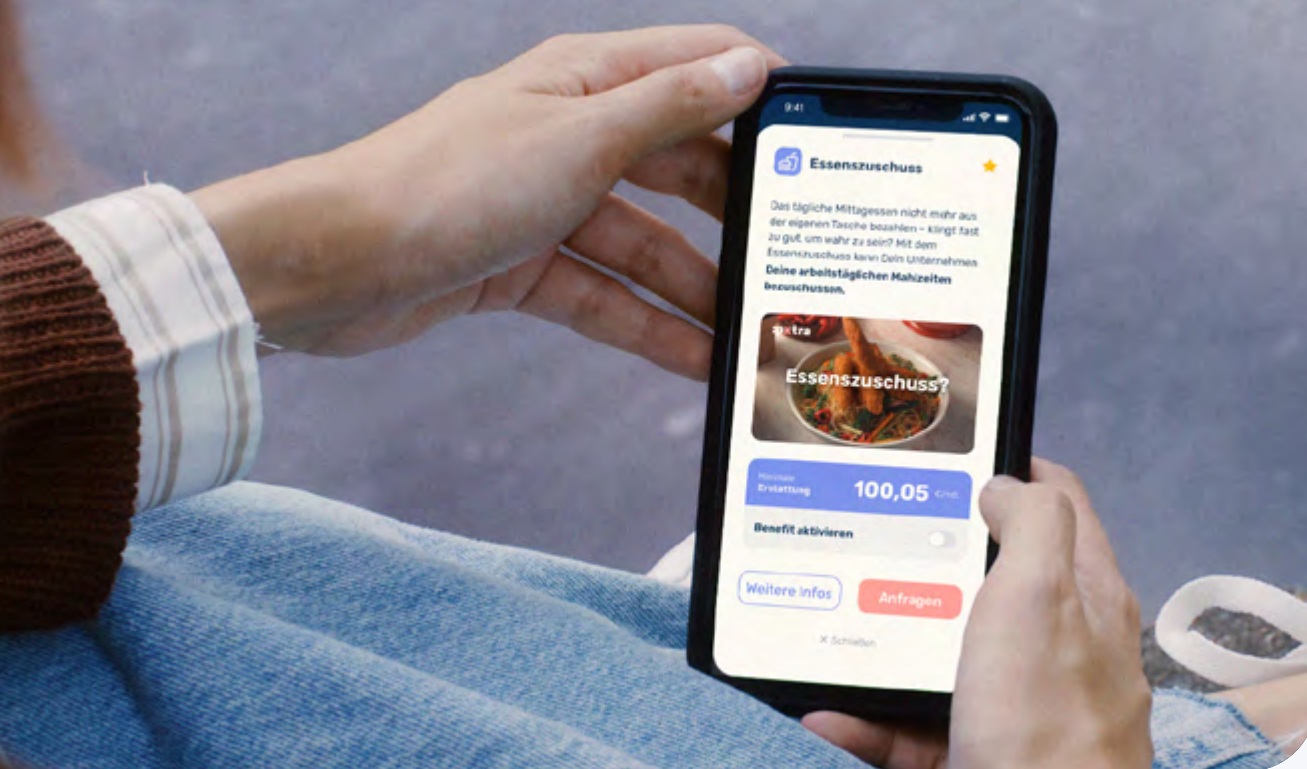 9:41
Essenszuschuss
Das tägliche Mittagessen nicht mehr aus
der eigenen Tasche bezahlen – klingt fast
zu gut, um wahr zu sein? Mit dem
Essenszuschuss kann Dein Unternehmen
Deine arbeitstäglichen Mahlzeiten
bezuschussen.
Essenszuschuss?
Maximale
Erstattung
100,05 €/mtl.
Benefit aktivieren
Weitere Infos
Anfragen
× Schließen